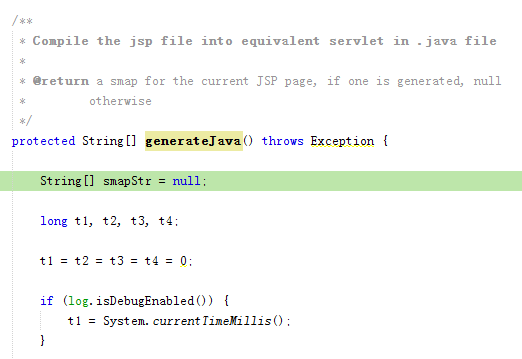 /**
 * Compile the jsp file into equivalent servlet in .java file
 *
 * @return a smap for the current JSP page, if one is generated, null
 *         otherwise
 */
protected String[] generateJava() throws Exception {
    String[] smapStr = null;
    long t1, t2, t3, t4;
    t1 = t2 = t3 = t4 = 0;
    if (log.isDebugEnabled()) {
        t1 = System.currentTimeMillis();
    }